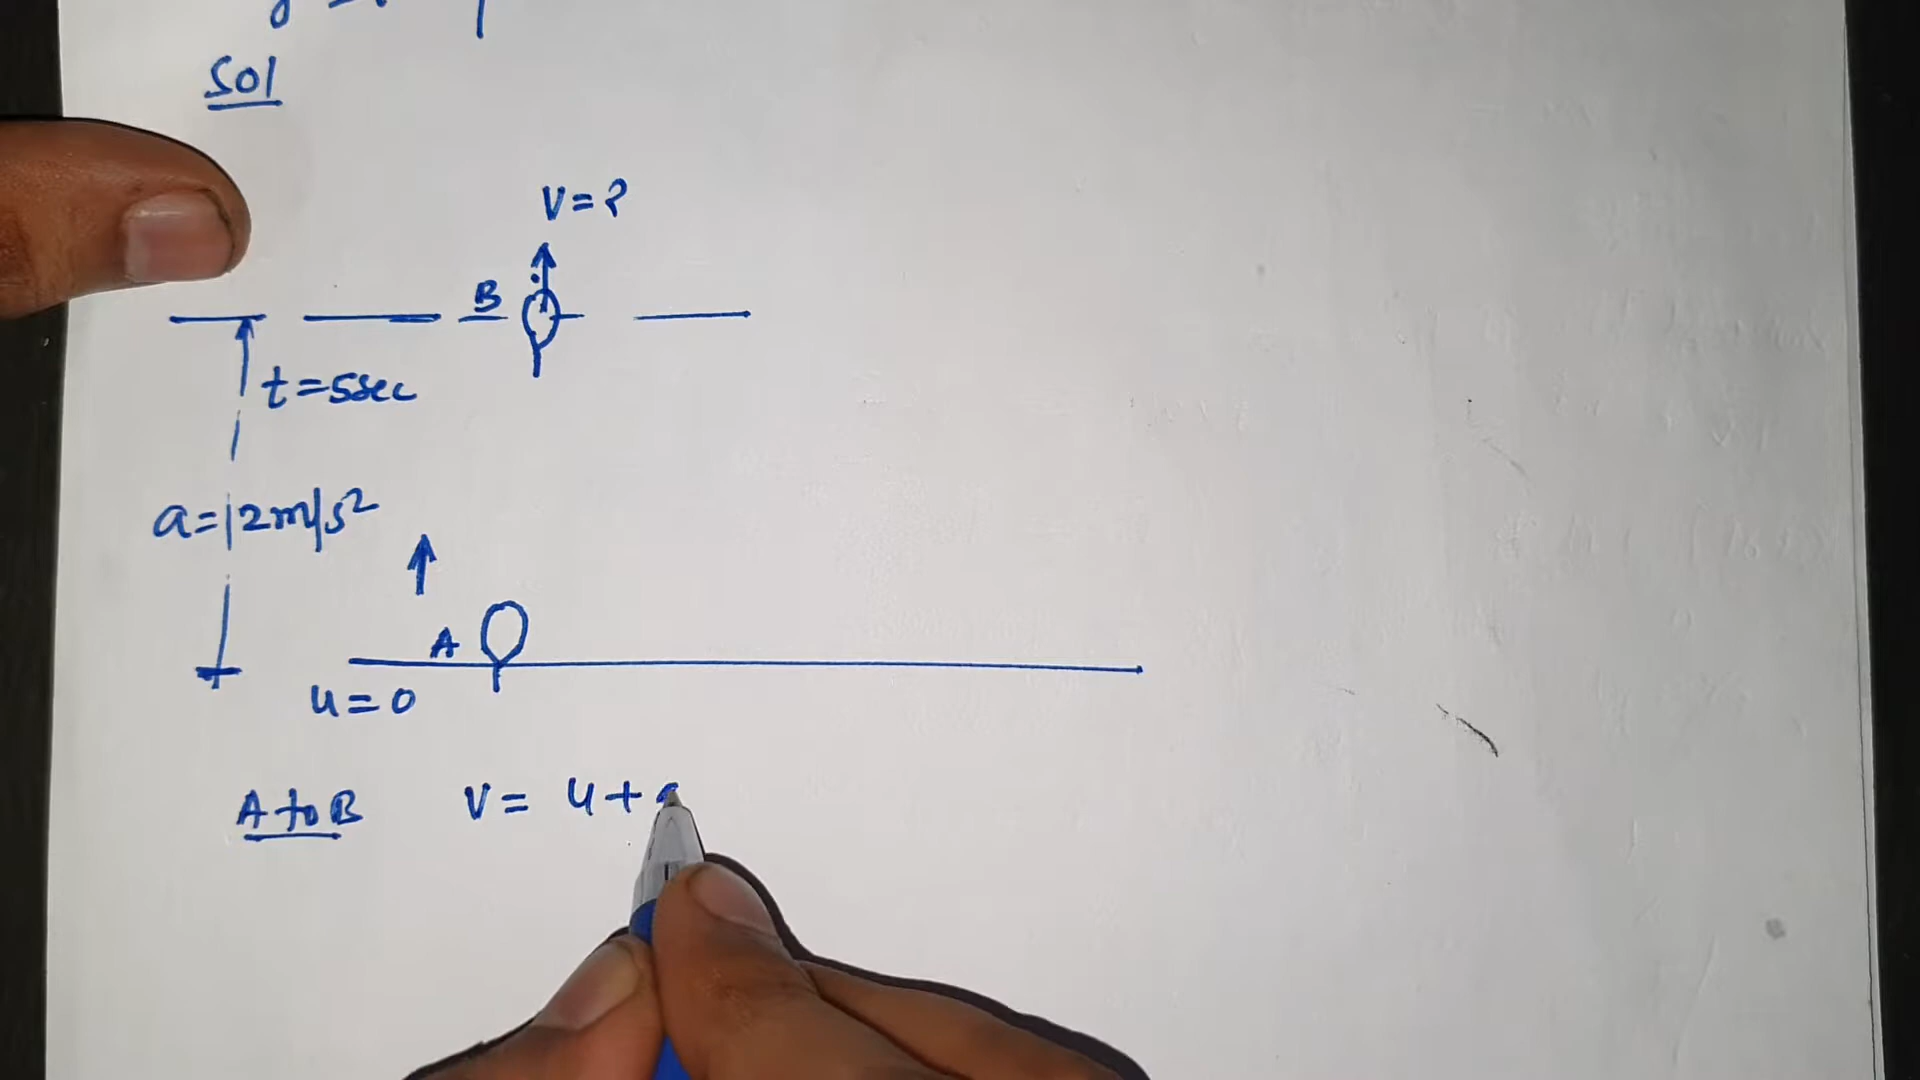 Sol
V=?
B
t=5sec
a=12m/s²
A
u=0
A to B V= u+